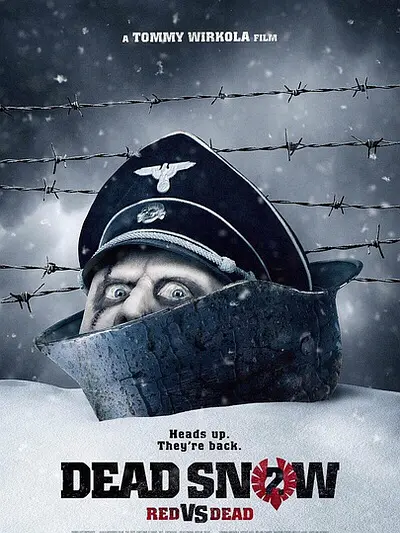 A TOMMY WIRKOLA FILM
Heads up.
They're back.
DEAD SNOW
2
RED VS DEAD